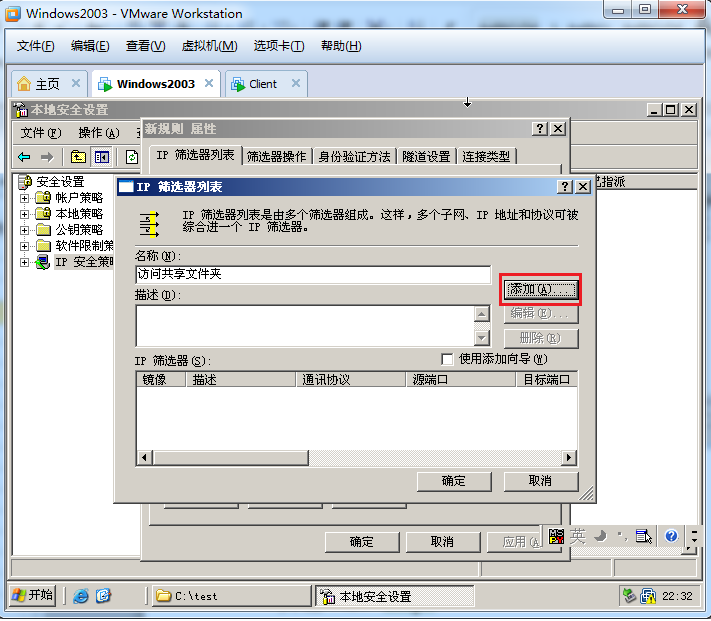 Windows2003 - VMware Workstation
文件(F) 编辑(E) 查看(V) 虚拟机(M) 选项卡(T) 帮助(H)
主页 Windows2003 Client
本地安全设置
文件(F) 操作(A)
新规则 属性
IP 筛选器列表 筛选器操作 身份验证方法 隧道设置 连接类型
安全设置
帐户策略
本地策略
公钥策略
软件限制策
IP 安全策
指派
IP 筛选器列表
IP 筛选器列表是由多个筛选器组成。这样,多个子网、IP 地址和协议可被
综合进一个 IP 筛选器。
名称(N):
访问共享文件夹
添加(A)...
描述(D):
编辑(E)...
删除(R)
IP 筛选器(S):
使用添加向导(W)
镜像 描述 通讯协议 源端口 目标端口
确定 取消
确定 取消 应用(A
英
开始 C:\test 本地安全设置 22:32